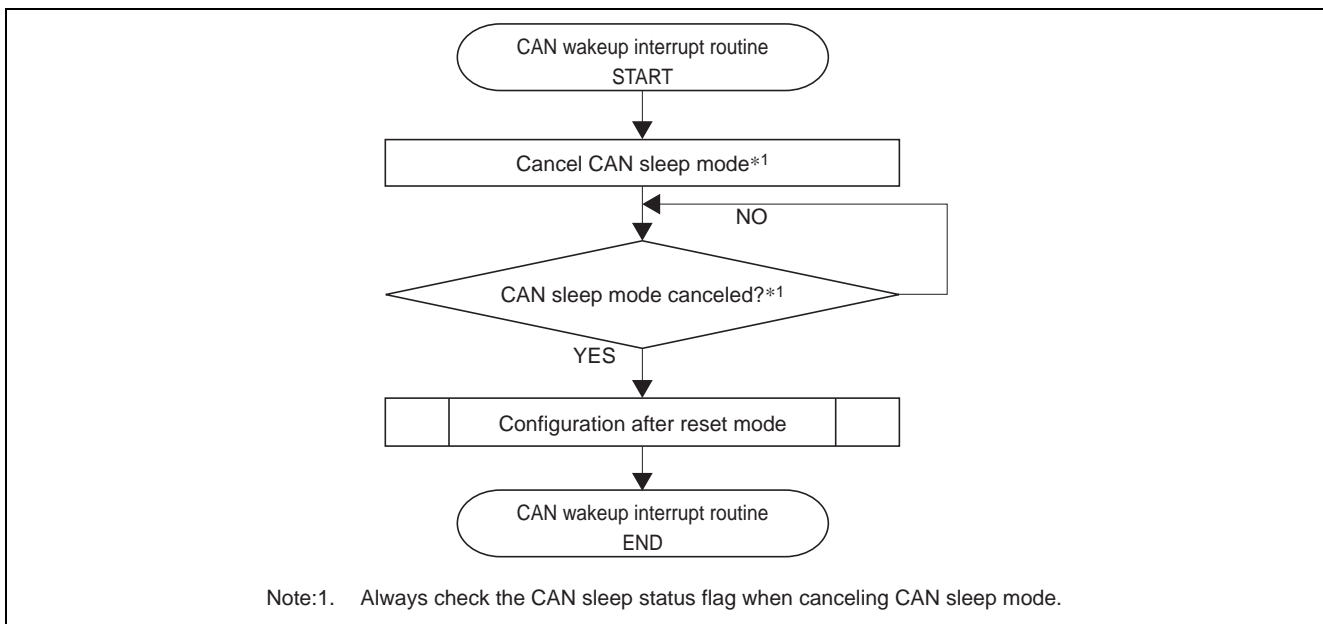 CAN wakeup interrupt routine
START
Cancel CAN sleep mode*1
NO
CAN sleep mode canceled?*1
YES
Configuration after reset mode
CAN wakeup interrupt routine
END
Note:1. Always check the CAN sleep status flag when canceling CAN sleep mode.